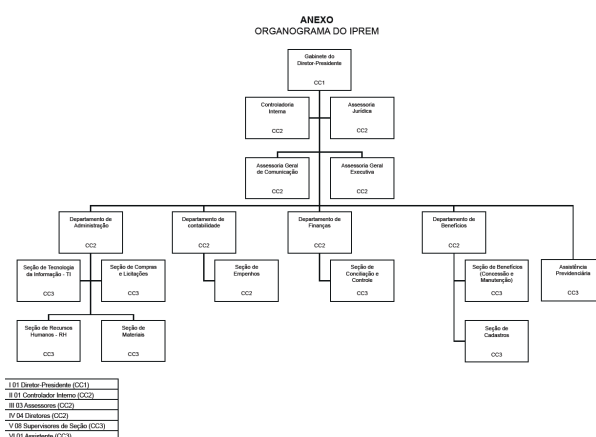 ANEXO
ORGANOGRAMA DO IPREM
Gabinete do
Diretor-Presidente
CC1
Controladoria
Interna
CC2
Assessoria
Jurídica
CC2
Assessoria Geral
de Comunicação
CC2
Assessoria Geral
Executiva
CC2
Departamento de
Administração
CC2
Departamento de
contabilidade
CC2
Departamento de
Finanças
CC2
Departamento de
Benefícios
CC2
Seção de Tecnologia
da Informação - TI
CC3
Seção de Compras
e Licitações
CC3
Seção de
Empenhos
CC2
Seção de
Conciliação e
Controle
CC3
Seção de Benefícios
(Concessão e
Manutenção)
CC3
Assistência
Previdenciária
CC3
Seção de Recursos
Humanos - RH
CC3
Seção de
Materiais
CC3
Seção de
Cadastros
CC3
I 01 Diretor-Presidente (CC1)
II 01 Controlador Interno (CC2)
III 03 Assessores (CC2)
IV 04 Diretores (CC2)
V 08 Supervisores de Seção (CC3)
VI 01 Assistente (CC3)